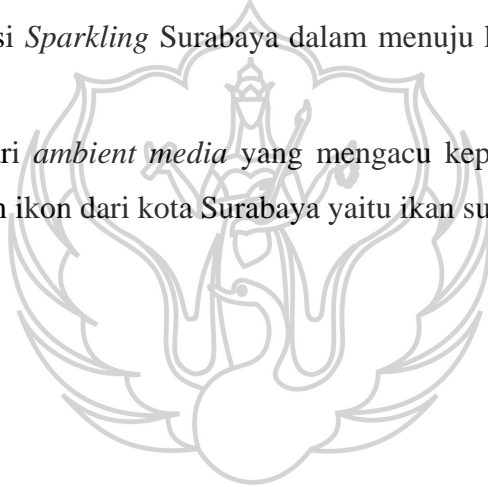 si Sparkling Surabaya dalam menuju
ri ambient media yang mengacu kep
n ikon dari kota Surabaya yaitu ikan su